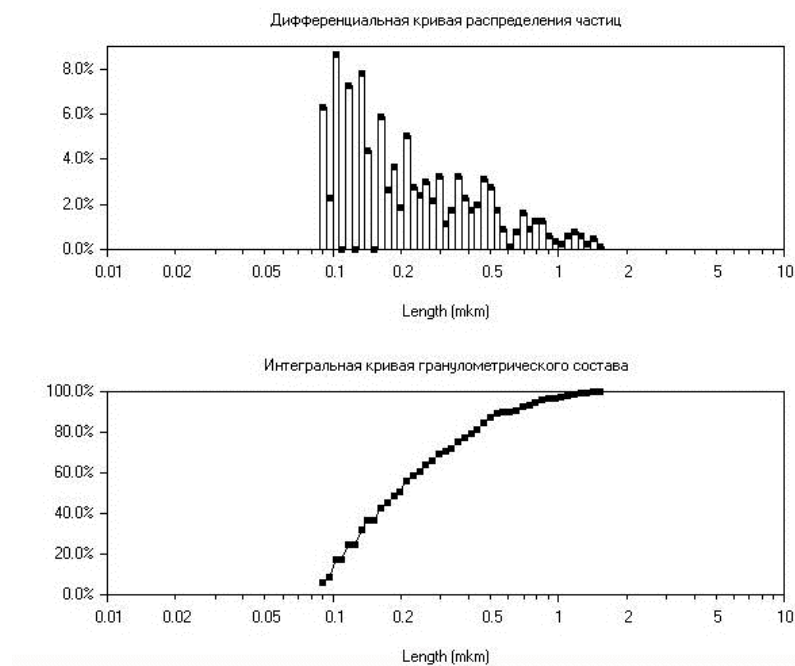 Дифференциальная кривая распределения частиц
8.0%
6.0%
4.0%
2.0%
0.0%
0.01 0.02 0.05 0.1 0.2 0.5 1 2 5 10
Length (mkm)
Интегральная кривая гранулометрического состава
100.0%
80.0%
60.0%
40.0%
20.0%
0.0%
0.01 0.02 0.05 0.1 0.2 0.5 1 2 5 10
Length (mkm)